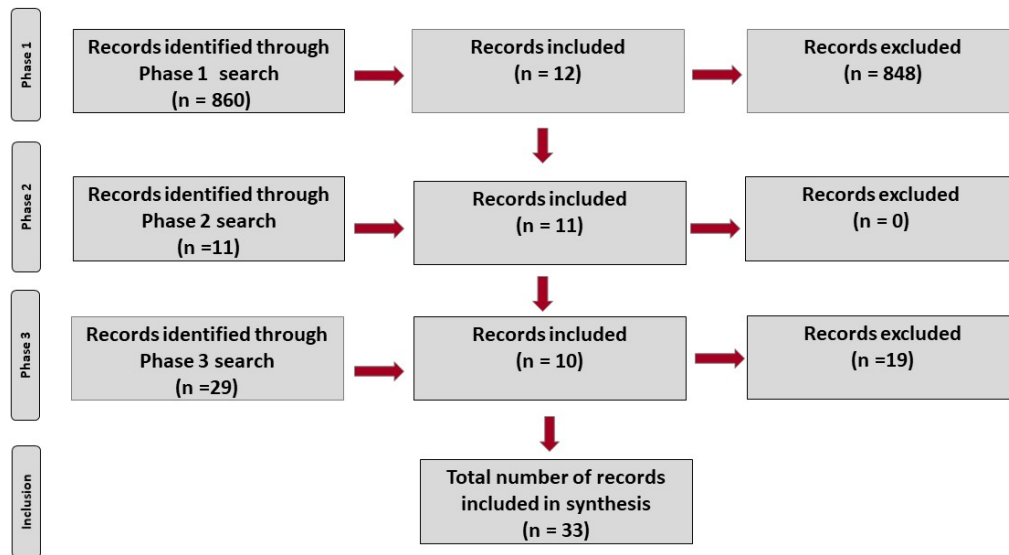 Phase 1
Records identified through
Phase 1 search
(n = 860)
Records included
(n = 12)
Records excluded
(n = 848)
Phase 2
Records identified through
Phase 2 search
(n =11)
Records included
(n = 11)
Records excluded
(n = 0)
Phase 3
Records identified through
Phase 3 search
(n =29)
Records included
(n = 10)
Records excluded
(n =19)
Inclusion
Total number of records
included in synthesis
(n = 33)